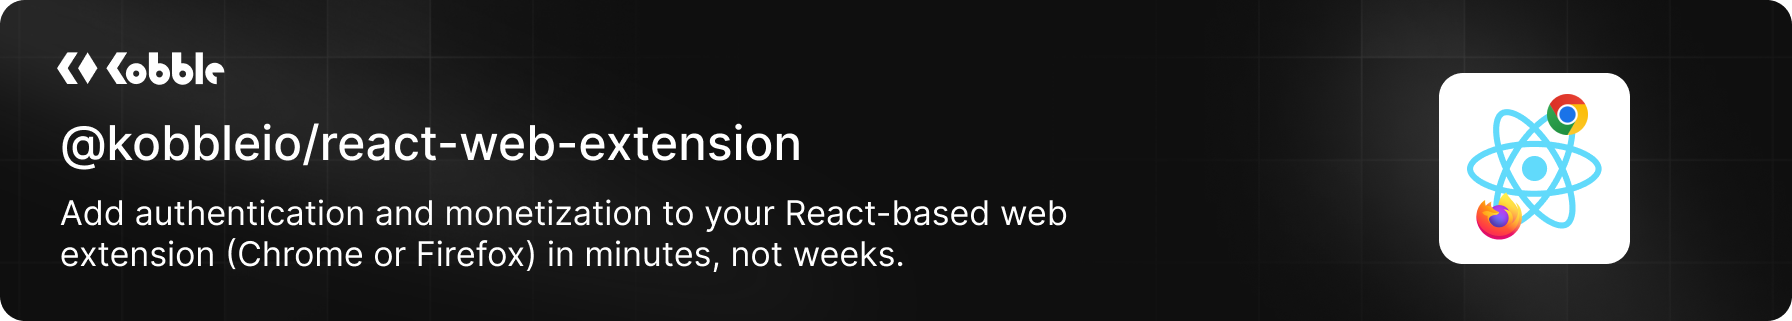 Kobble
@kobbleio/react-web-extension
Add authentication and monetization to your React-based web
extension (Chrome or Firefox) in minutes, not weeks.